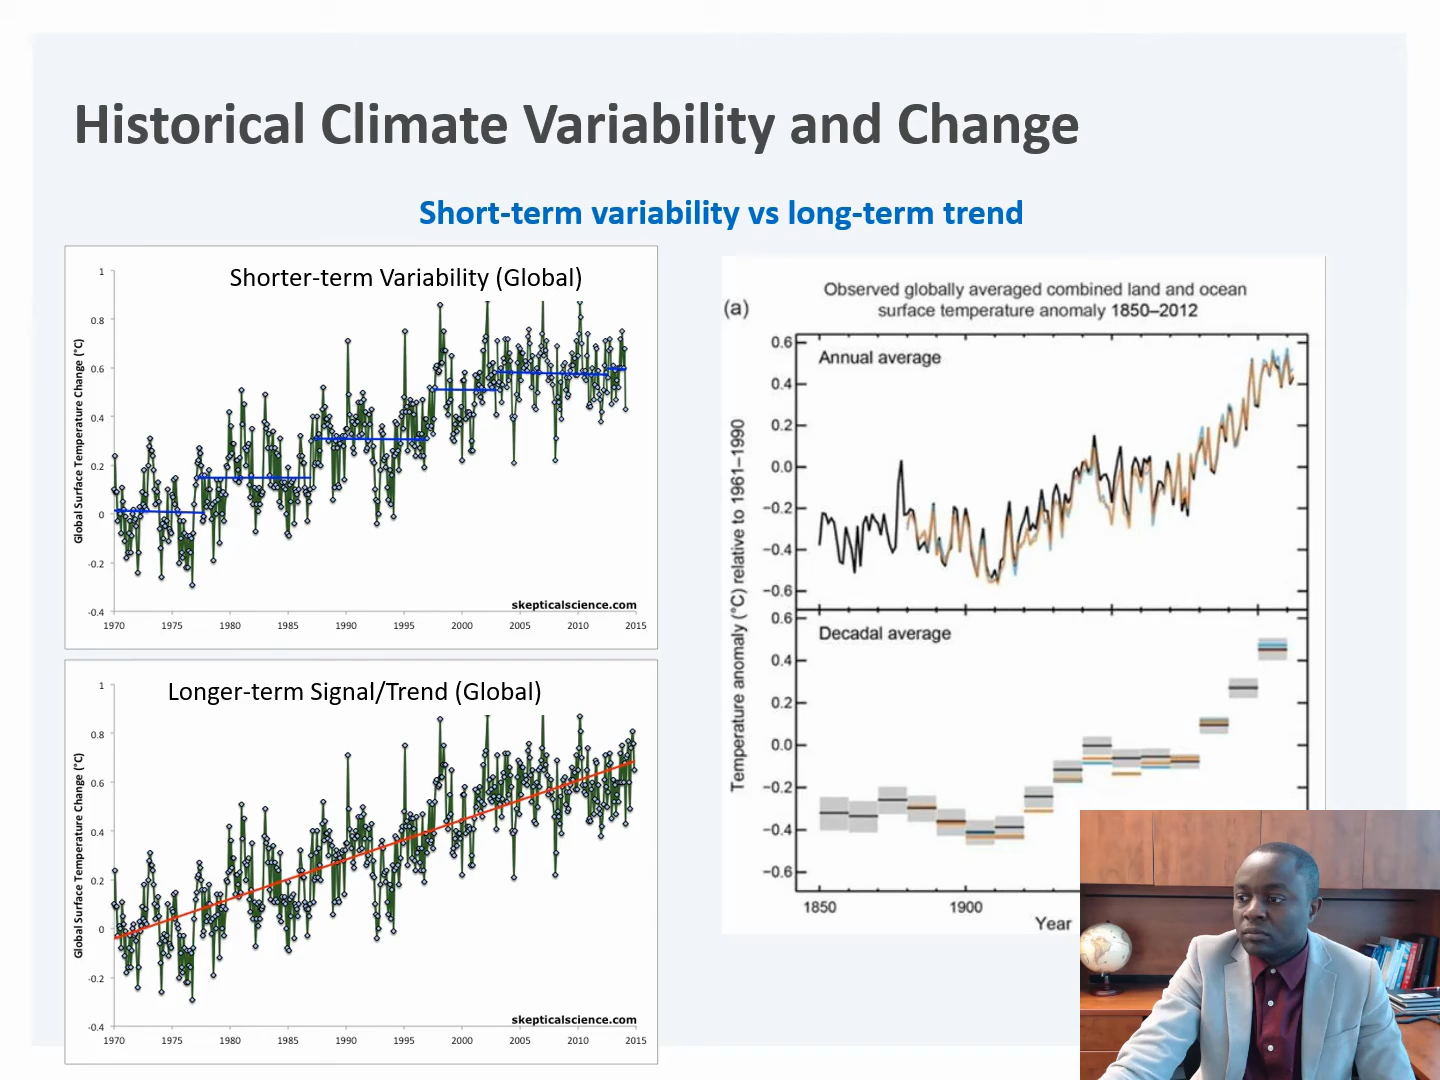 Historical Climate Variability and Change
Short-term variability vs long-term trend
Shorter-term Variability (Global)
Global Surface Temperature Change (°C)
1
0.8
0.6
0.4
0.2
0
-0.2
-0.4
skepticalscience.com
1970 1975 1980 1985 1990 1995 2000 2005 2010 2015
Longer-term Signal/Trend (Global)
Global Surface Temperature Change (°C)
1
0.8
0.6
0.4
0.2
0
-0.2
-0.4
skepticalscience.com
1970 1975 1980 1985 1990 1995 2000 2005 2010 2015
(a)
Observed globally averaged combined land and ocean
surface temperature anomaly 1850–2012
Temperature anomaly (°C) relative to 1961–1990
Annual average
0.6
0.4
0.2
0.0
−0.2
−0.4
−0.6
Decadal average
0.6
0.4
0.2
0.0
−0.2
−0.4
−0.6
1850 1900
Year